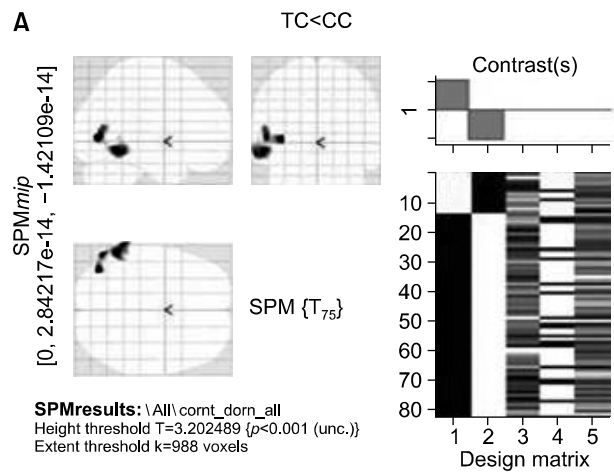 A
TC<CC
SPMmip
[0, 2.84217e-14, −1.42109e-14]
<
<
<
SPM {T75}
SPMresults: \All\cornt_dorn_all
Height threshold T=3.202489 {p<0.001 (unc.)}
Extent threshold k=988 voxels
Contrast(s)
1
10
20
30
40
50
60
70
80
1 2 3 4 5
Design matrix